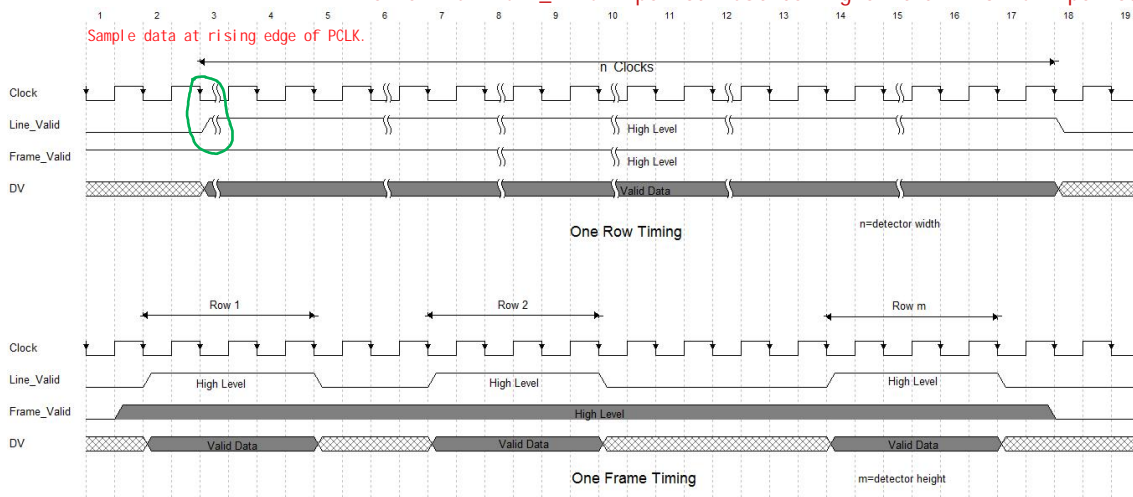 1 2 3 4 5 6 7 8 9 10 11 12 13 14 15 16 17 18 19
Sample data at rising edge of PCLK.
n Clocks
Clock
Line_Valid
High Level
Frame_Valid
High Level
DV
Valid Data
One Row Timing
n=detector width
Row 1 Row 2 Row m
Clock
Line_Valid
High Level High Level High Level
Frame_Valid
High Level
DV
Valid Data Valid Data Valid Data
One Frame Timing
m=detector height